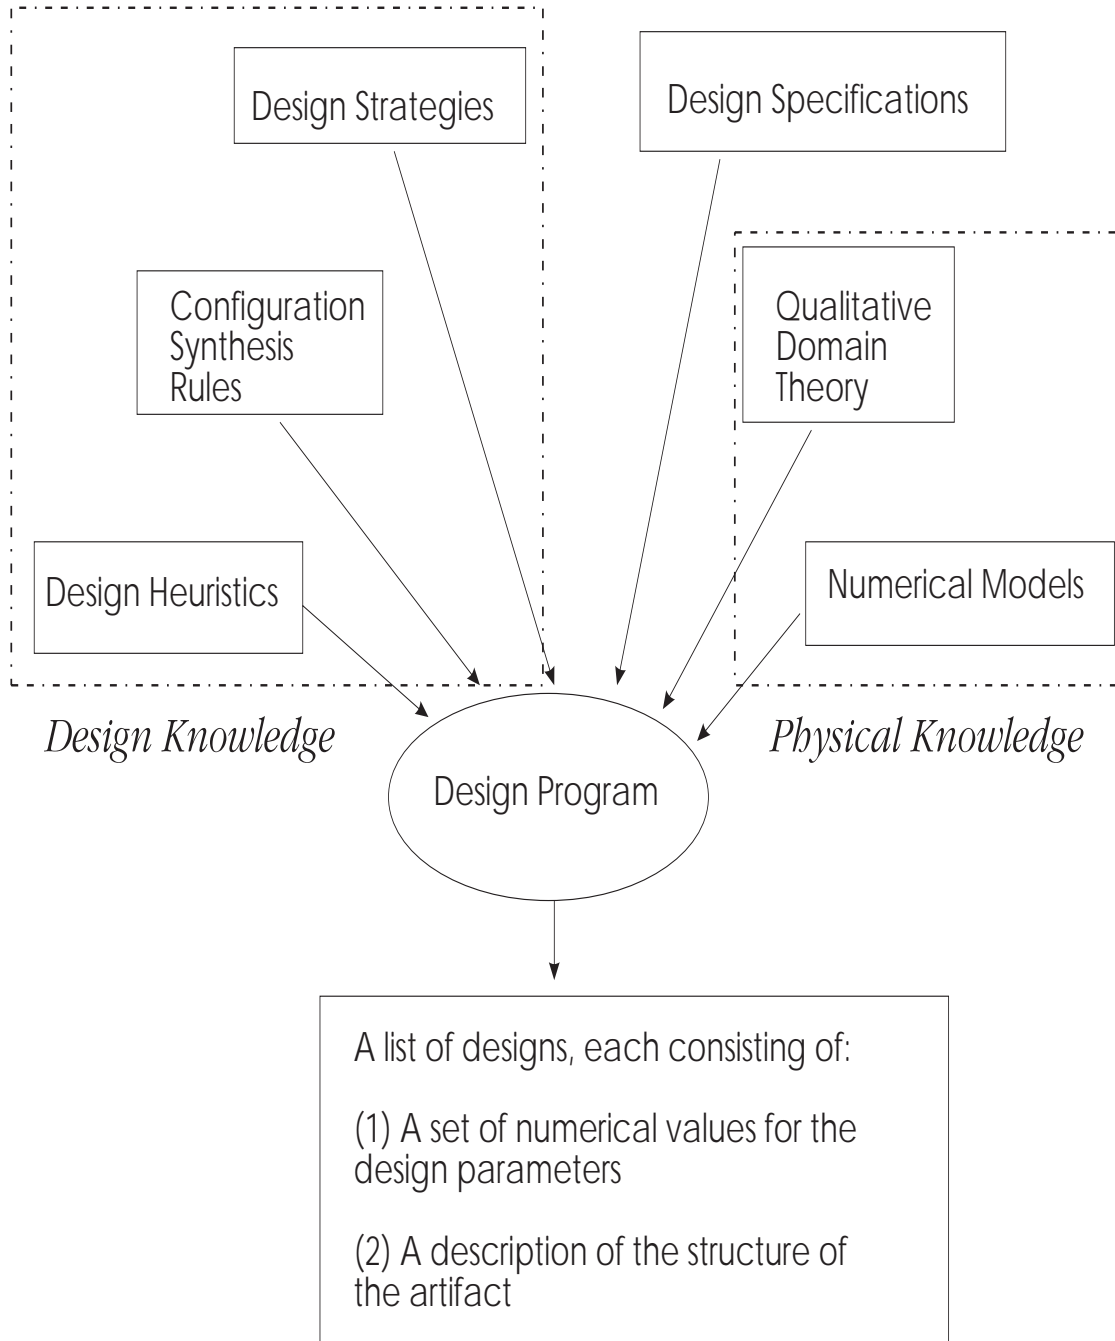 Design Strategies
Design Specifications
Configuration
Synthesis
Rules
Qualitative
Domain
Theory
Design Heuristics
Numerical Models
Design Knowledge
Physical Knowledge
Design Program
A list of designs, each consisting of:
(1) A set of numerical values for the
design parameters
(2) A description of the structure of
the artifact